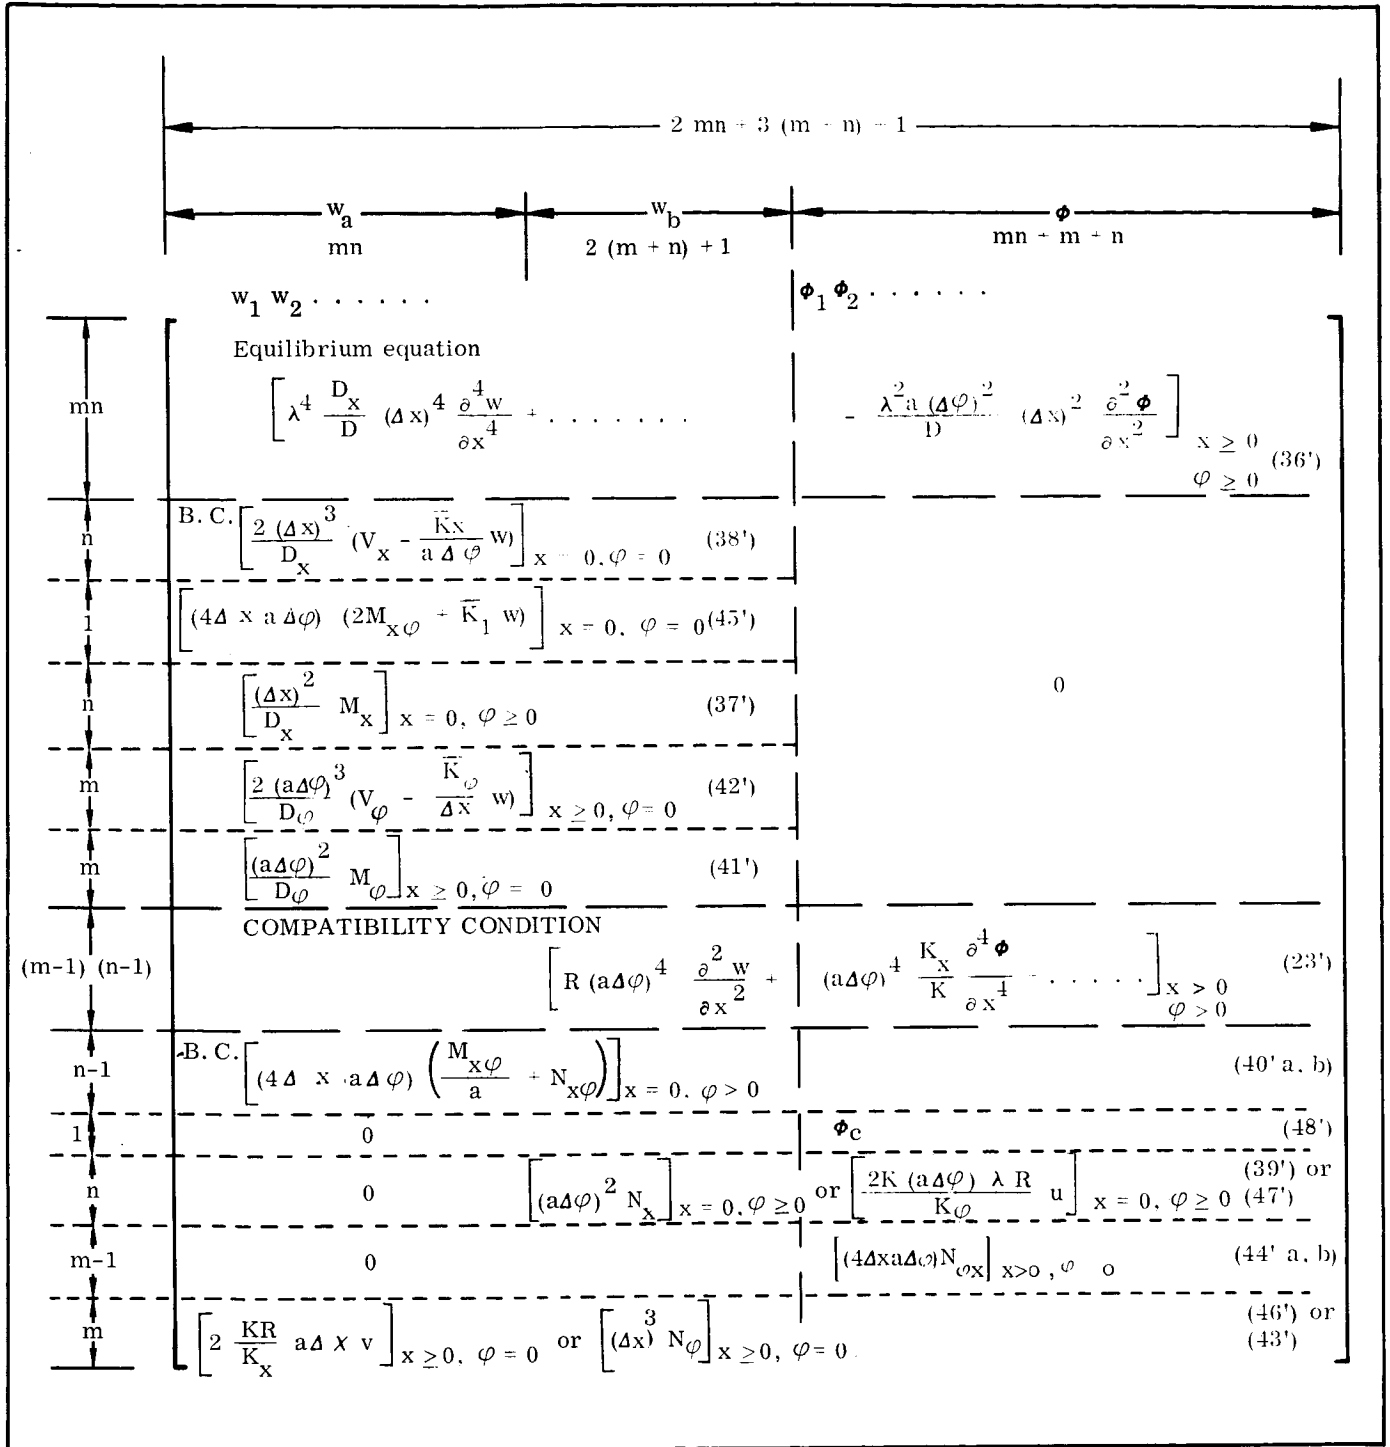 2 mn + 3 (m + n) + 1
w_a w_b Φ
mn 2 (m + n) + 1 mn + m + n
w_1 w_2 . . . . . . Φ_1 Φ_2 . . . . . .
Equilibrium equation
mn [ λ^4 D_x/D (Δx)^4 ∂^4 w/∂x^4 + . . . . . . . - λ^2 a (Δφ)^2/D (Δx)^2 ∂^2 Φ/∂x^2 ] x ≥ 0 φ ≥ 0 (36')
n B. C. [ 2 (Δx)^3/D_x (V_x - K̅x/a Δ φ w) ] x = 0, φ = 0 (38')
1 [ (4Δ x a Δφ) (2M_xφ + K̅_1 w) ] x = 0, φ = 0 (45')
n [ (Δx)^2/D_x M_x ] x = 0, φ ≥ 0 (37')
0
m [ 2 (aΔφ)^3/D_φ (V_φ - K̅_φ/Δx w) ] x ≥ 0, φ = 0 (42')
m [ (aΔφ)^2/D_φ M_φ ] x ≥ 0, φ = 0 (41')
COMPATIBILITY CONDITION
(m-1) (n-1) [ R (aΔφ)^4 ∂^2 w/∂x^2 + (aΔφ)^4 K_x/K ∂^4 Φ/∂x^4 - . . . . . ] x > 0 φ > 0 (23')
n-1 B. C. [ (4Δ x a Δ φ) ( M_xφ/a + N_xφ ) ] x = 0, φ > 0 (40' a, b)
1 0 Φ_c (48')
n 0 [ (aΔφ)^2 N_x ] x = 0, φ ≥ 0 or [ 2K (aΔφ) λ R/K_φ u ] x = 0, φ ≥ 0 (39') or (47')
m-1 0 [ (4ΔxaΔφ)N_φx ] x>o , φ o (44' a, b)
m [ 2 KR/K_x aΔ X v ] x ≥ 0, φ = 0 or [ (Δx)^3 N_φ ] x ≥ 0, φ = 0 (46') or (43')